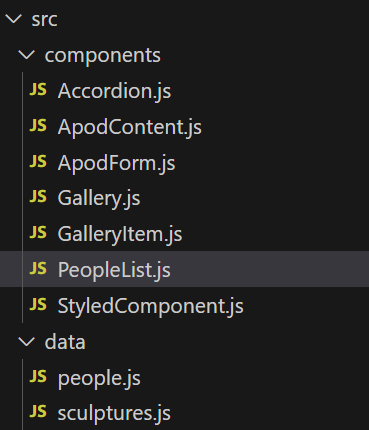 src
components
JS Accordion.js
JS ApodContent.js
JS ApodForm.js
JS Gallery.js
JS GalleryItem.js
JS PeopleList.js
JS StyledComponent.js
data
JS people.js
JS sculptures.js